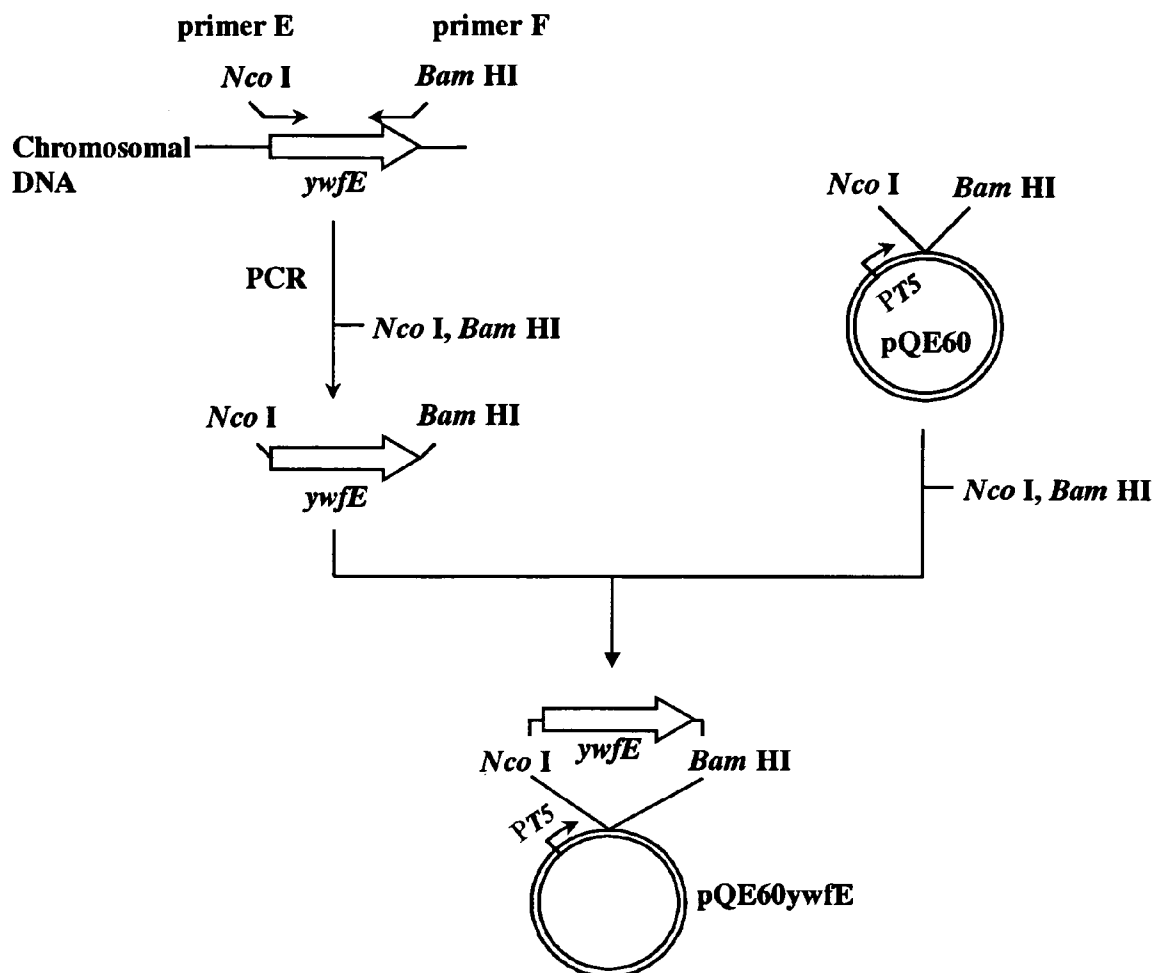 primer E
primer F
Nco I
Bam HI
Chromosomal
DNA
ywfE
Nco I
Bam HI
PT5
pQE60
PCR
Nco I, Bam HI
Nco I
Bam HI
ywfE
Nco I, Bam HI
ywfE
Nco I
Bam HI
PT5
pQE60ywfE